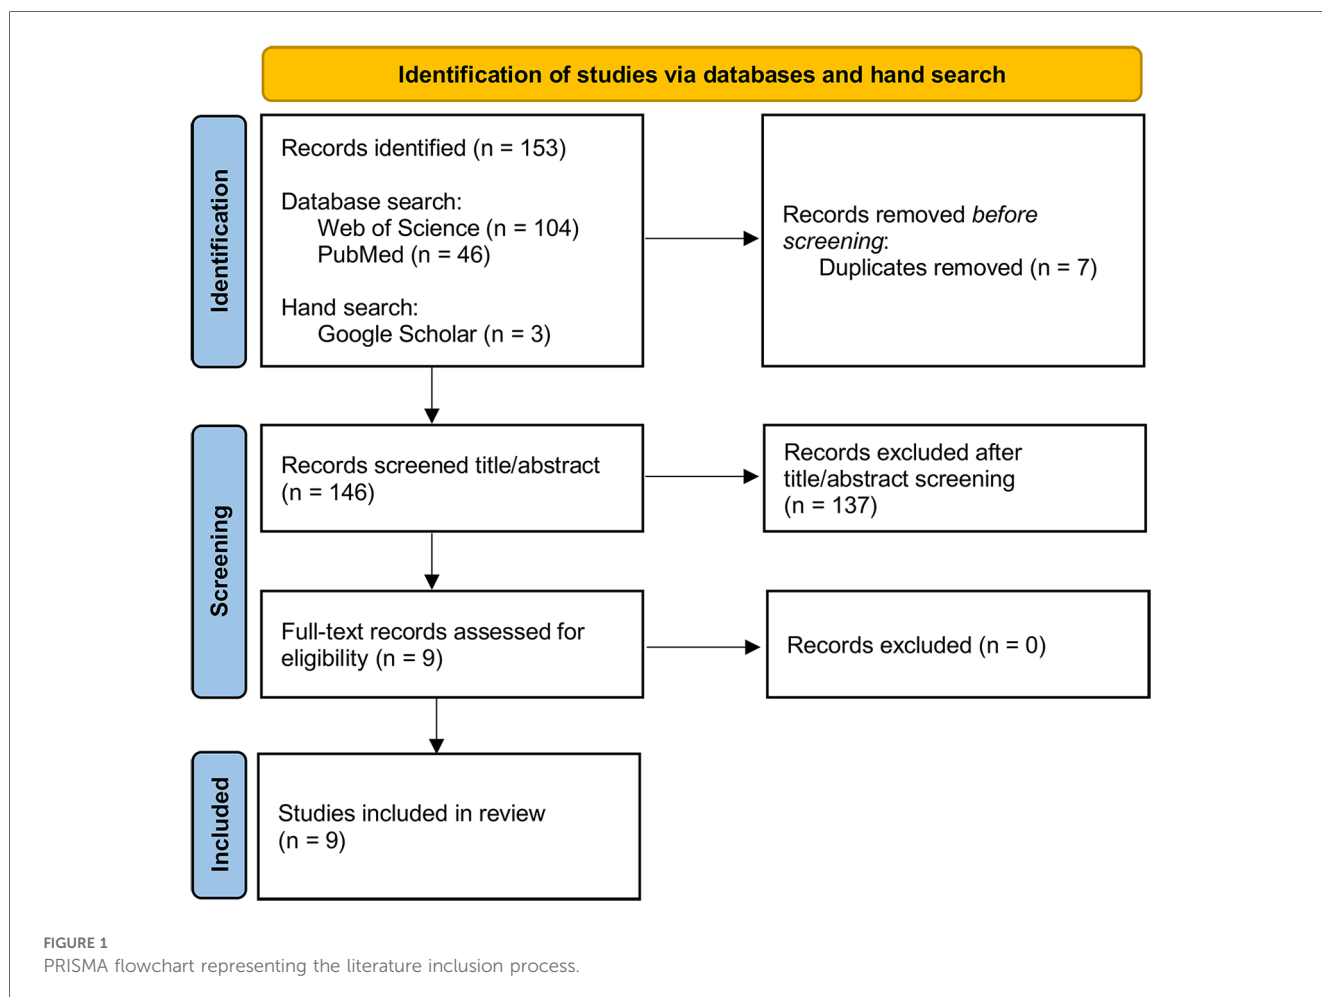 Identification of studies via databases and hand search
Identification
Records identified (n = 153)
Database search:
Web of Science (n = 104)
PubMed (n = 46)
Hand search:
Google Scholar (n = 3)
Records removed before
screening:
Duplicates removed (n = 7)
Screening
Records screened title/abstract
(n = 146)
Records excluded after
title/abstract screening
(n = 137)
Full-text records assessed for
eligibility (n = 9)
Records excluded (n = 0)
Included
Studies included in review
(n = 9)
FIGURE 1
PRISMA flowchart representing the literature inclusion process.